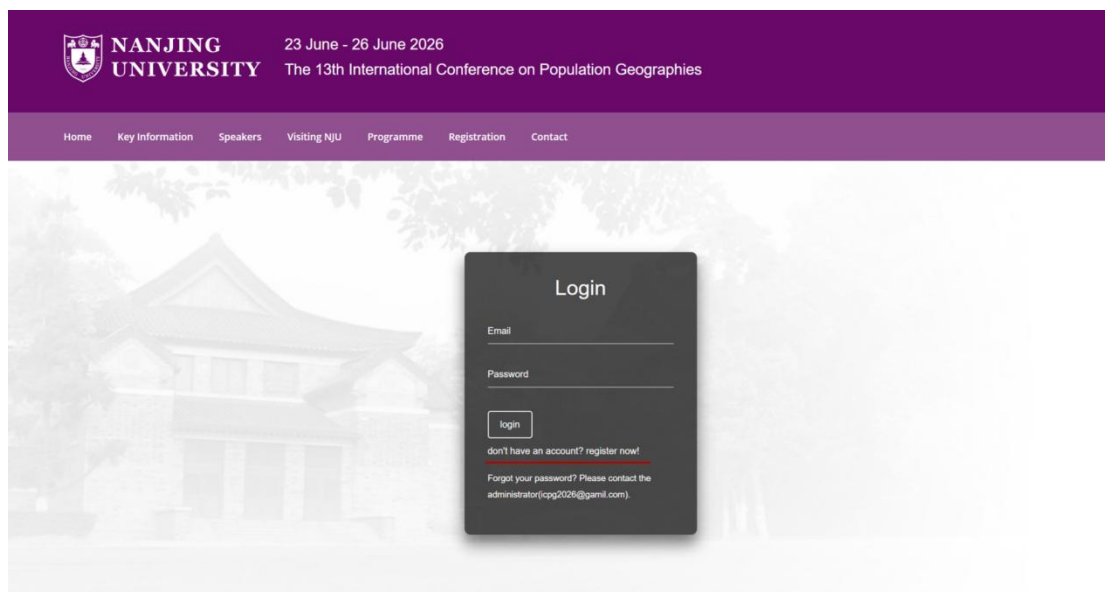 NANJING
UNIVERSITY
23 June - 26 June 2026
The 13th International Conference on Population Geographies
Home Key Information Speakers Visiting NJU Programme Registration Contact
Login
Email
Password
login
don't have an account? register now!
Forgot your password? Please contact the
administrator(icpg2026@gamil.com).